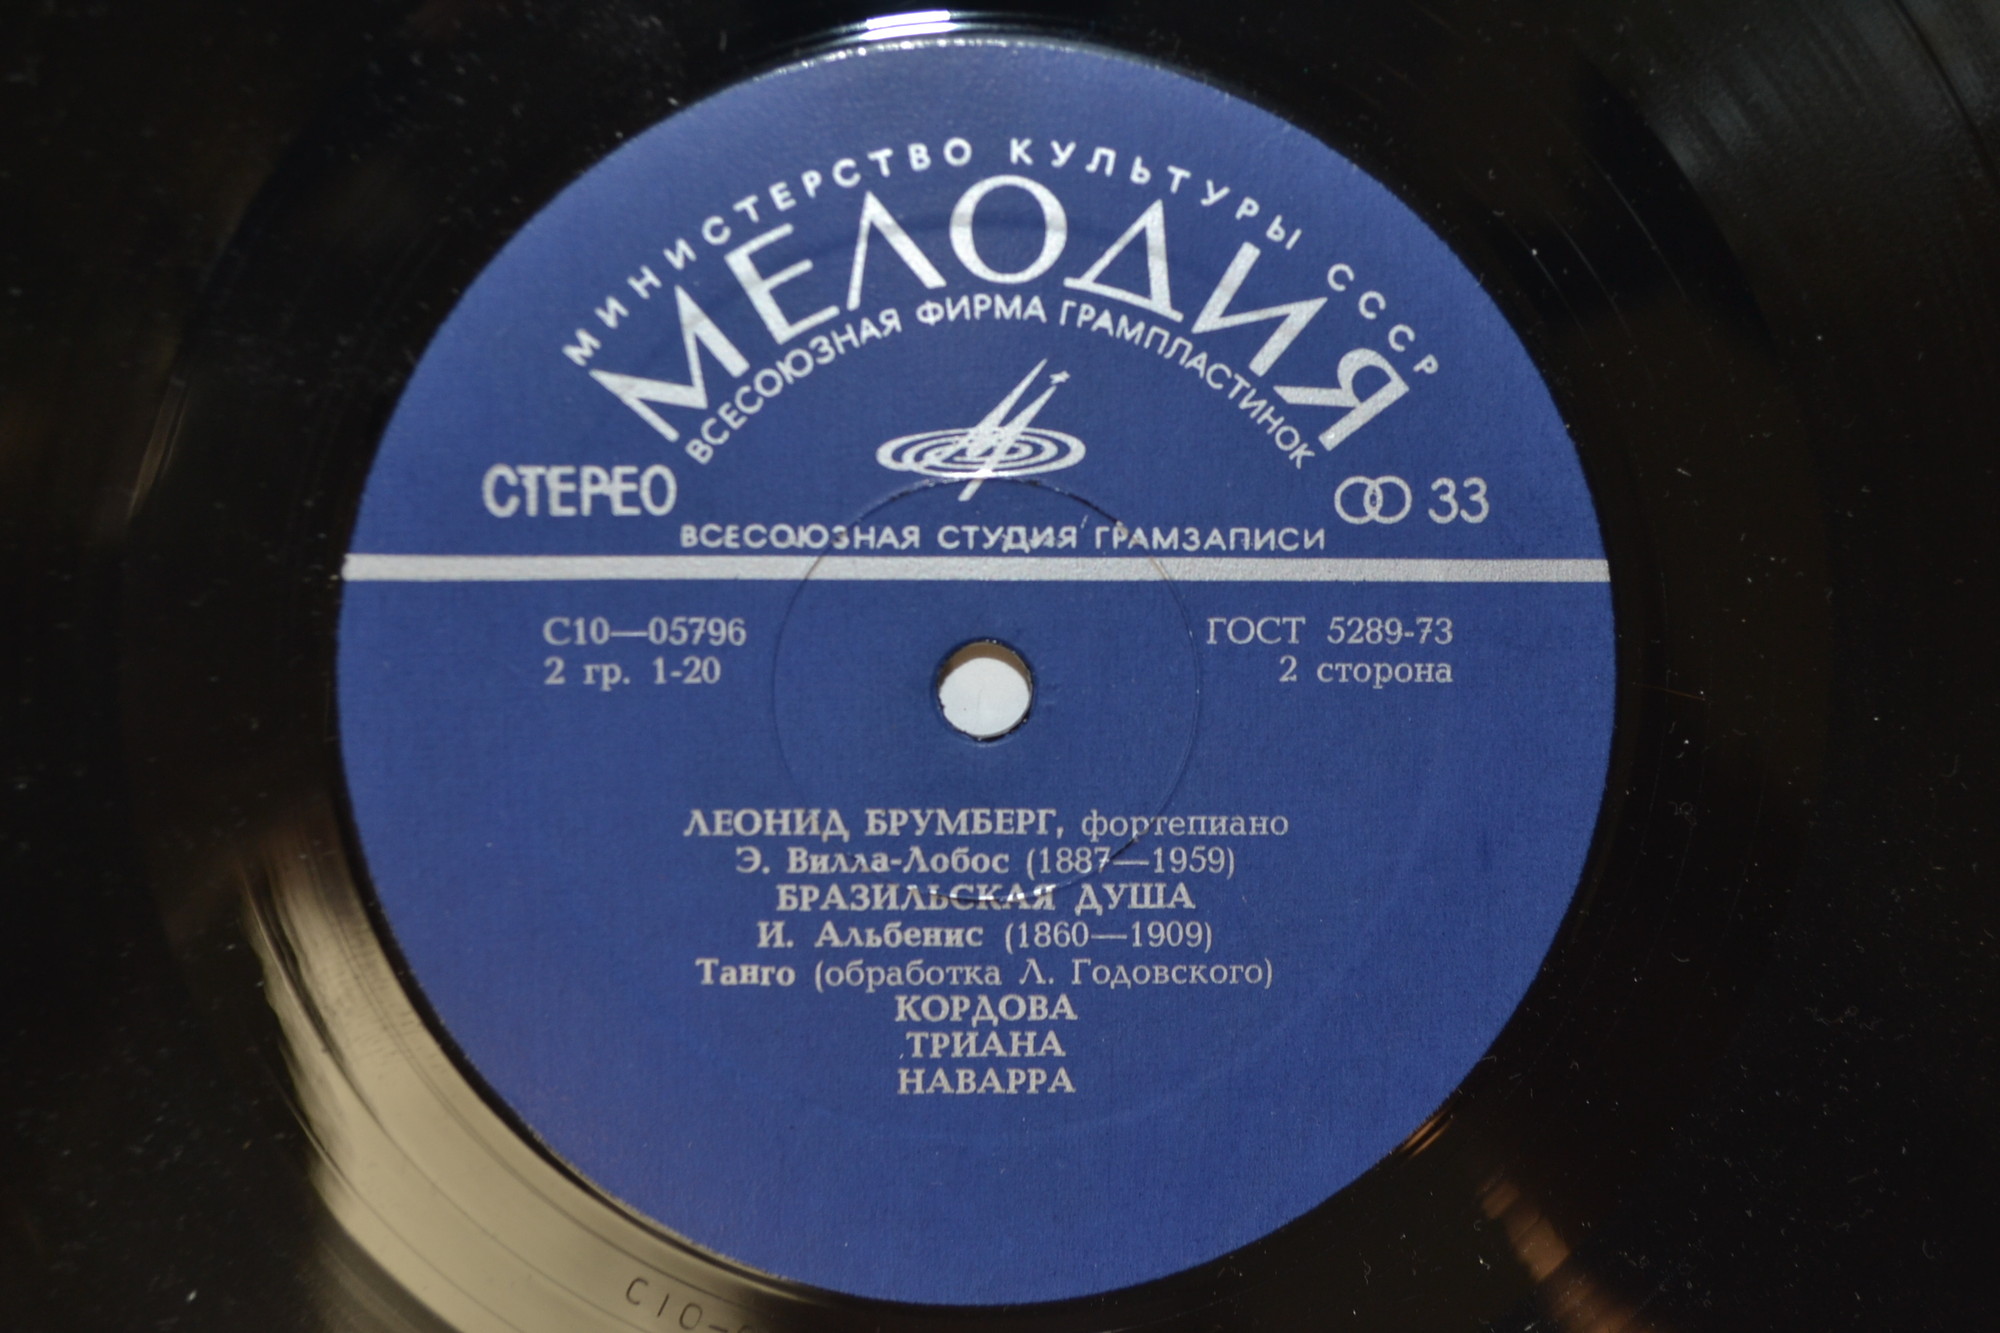 МИНИСТЕРСТВО КУЛЬТУРЫ СССР
МЕЛОДИЯ
ВСЕСОЮЗНАЯ ФИРМА ГРАМПЛАСТИНОК
СТЕРЕО
33
ВСЕСОЮЗНАЯ СТУДИЯ ГРАМЗАПИСИ
С10—05796
ГОСТ 5289-73
2 гр. 1-20
2 сторона
ЛЕОНИД БРУМБЕРГ, фортепиано
Э. Вилла-Лобос (1887—1959)
БРАЗИЛЬСКАЯ ДУША
И. Альбенис (1860—1909)
Танго (обработка Л. Годовского)
КОРДОВА
ТРИАНА
НАВАРРА
С10-